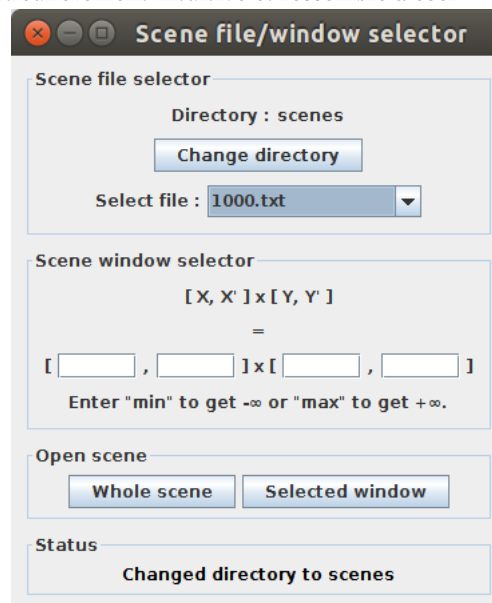 Scene file/window selector
Scene file selector
Directory : scenes
Change directory
Select file : 1000.txt
Scene window selector
[ X, X' ] x [ Y, Y' ]
=
[ , ] x [ , ]
Enter "min" to get -∞ or "max" to get +∞.
Open scene
Whole scene Selected window
Status
Changed directory to scenes